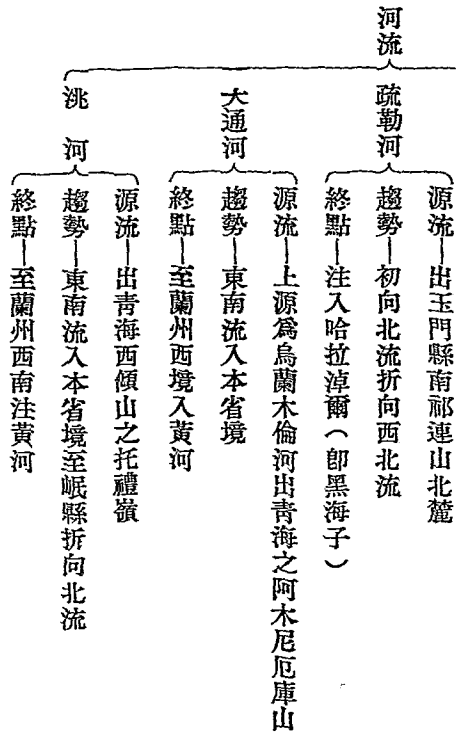 河流
疏勒河
源流—出玉門縣南祁連山北麓
趨勢—初向北流折向西北流
終點—注入哈拉淖爾（卽黑海子）
大通河
源流—上源爲烏蘭木倫河出靑海之阿木尼厄庫山
趨勢—東南流入本省境
終點—至蘭州西境入黃河
洮河
源流—出靑海西傾山之托禮嶺
趨勢—東南流入本省境至岷縣折向北流
終點—至蘭州西南注黃河